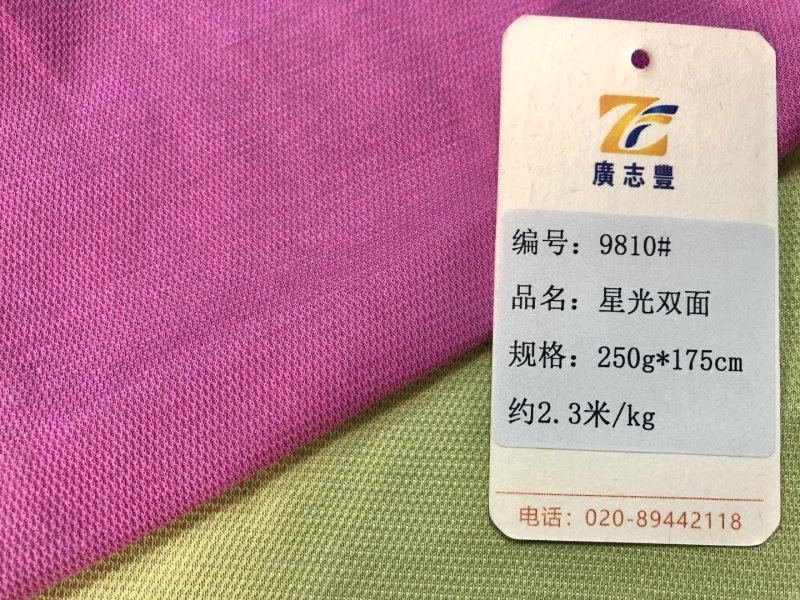 廣志豐
编号：9810#
品名：星光双面
规格：250g*175cm
约2.3米/kg
电话：020-89442118